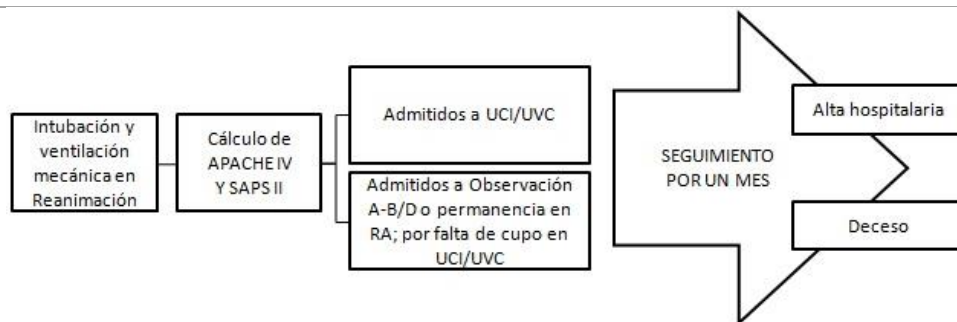 Intubación y
ventilación
mecánica en
Reanimación
Cálculo de
APACHE IV
Y SAPS II
Admitidos a UCI/UVC
Admitidos a Observación
A-B/D o permanencia en
RA; por falta de cupo en
UCI/UVC
SEGUIMIENTO
POR UN MES
Alta hospitalaria
Deceso